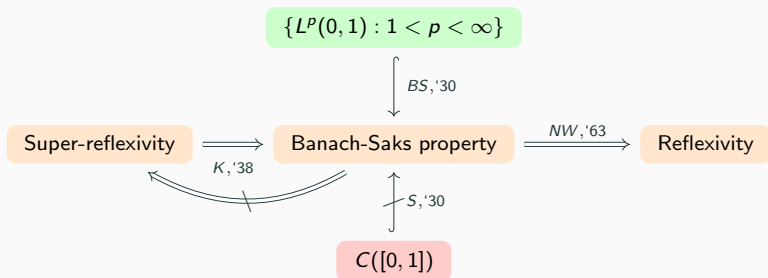 {L^p(0, 1) : 1 < p < ∞}
BS,‘30
Super-reflexivity
Banach-Saks property
NW,‘63
Reflexivity
K,‘38
S,‘30
C([0, 1])